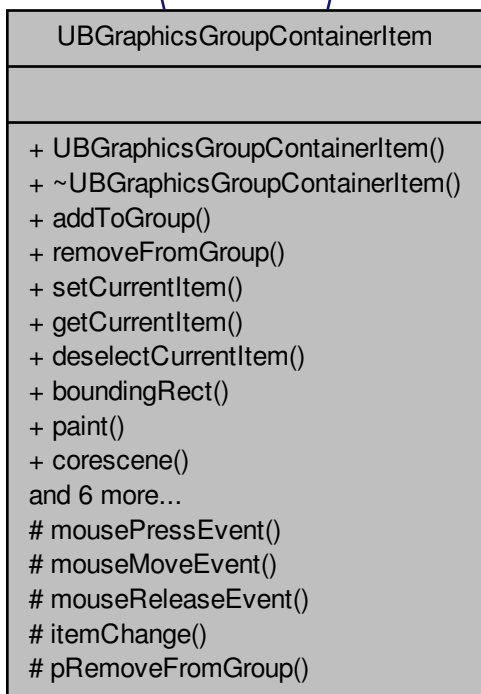 UBGraphicsGroupContainerItem
+ UBGraphicsGroupContainerItem()
+ ~UBGraphicsGroupContainerItem()
+ addToGroup()
+ removeFromGroup()
+ setCurrentItem()
+ getCurrentItem()
+ deselectCurrentItem()
+ boundingRect()
+ paint()
+ corescene()
and 6 more...
# mousePressEvent()
# mouseMoveEvent()
# mouseReleaseEvent()
# itemChange()
# pRemoveFromGroup()